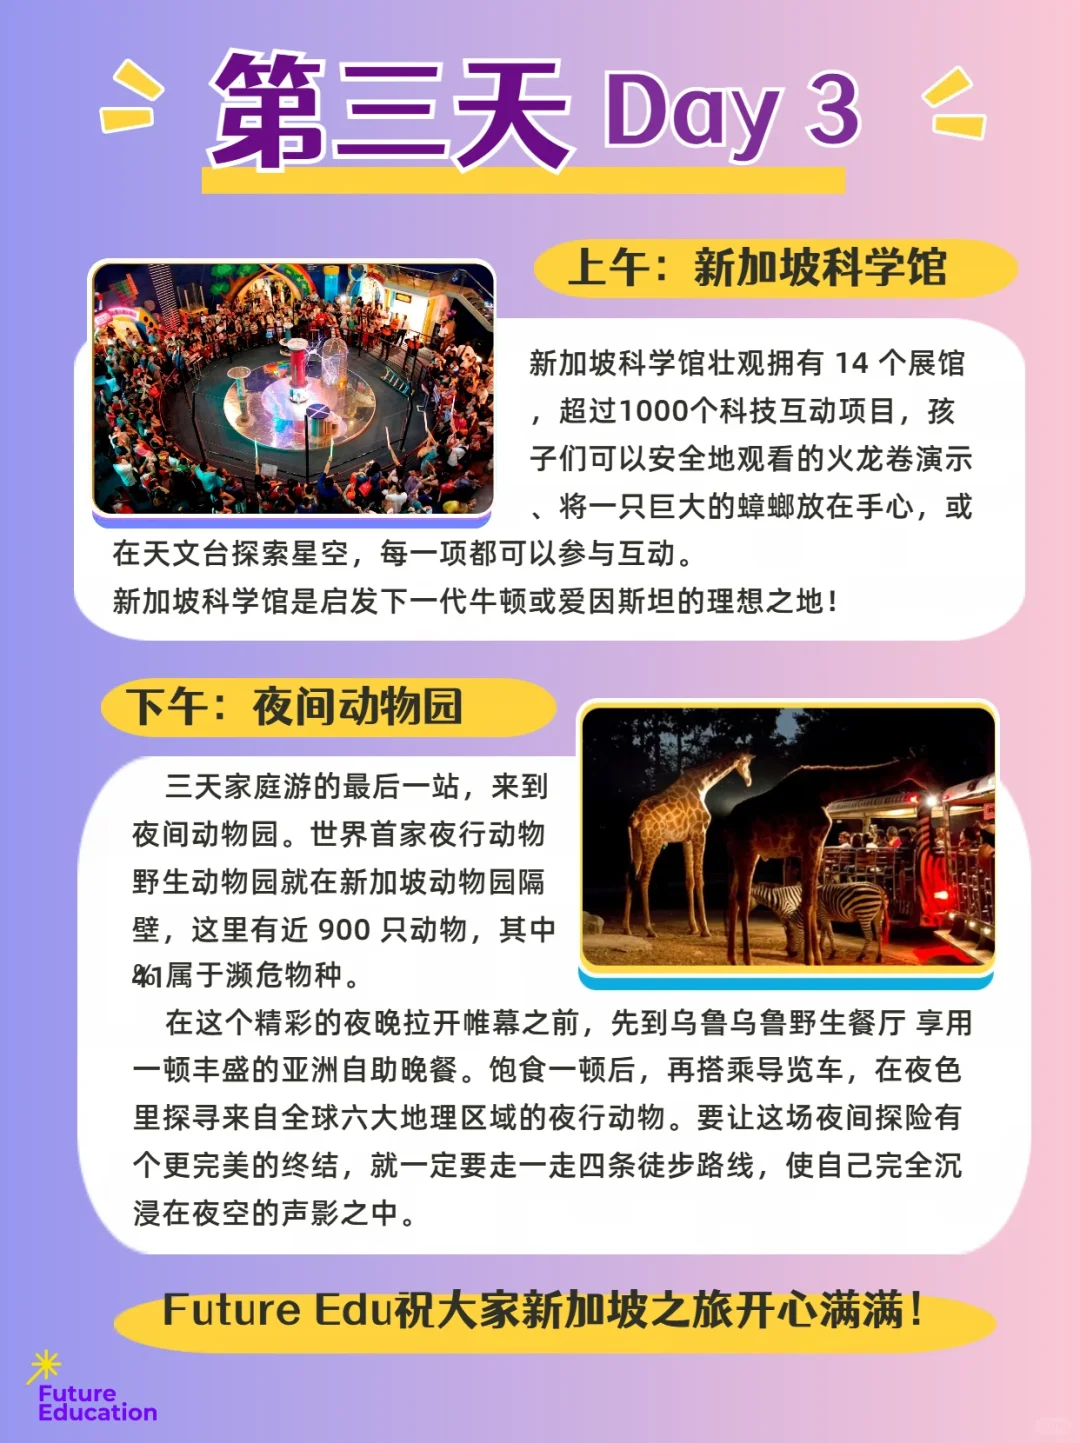 第三天 Day 3
上午：新加坡科学馆
新加坡科学馆壮观拥有 14 个展馆
，超过1000个科技互动项目，孩
子们可以安全地观看的火龙卷演示
、将一只巨大的蟑螂放在手心，或
在天文台探索星空，每一项都可以参与互动。
新加坡科学馆是启发下一代牛顿或爱因斯坦的理想之地！
下午：夜间动物园
三天家庭游的最后一站，来到
夜间动物园。世界首家夜行动物
野生动物园就在新加坡动物园隔
壁，这里有近 900 只动物，其中
41%属于濒危物种。
在这个精彩的夜晚拉开帷幕之前，先到乌鲁乌鲁野生餐厅 享用
一顿丰盛的亚洲自助晚餐。饱食一顿后，再搭乘导览车，在夜色
里探寻来自全球六大地理区域的夜行动物。要让这场夜间探险有
个更完美的终结，就一定要走一走四条徒步路线，使自己完全沉
浸在夜空的声影之中。
Future Edu祝大家新加坡之旅开心满满！
Future
Education